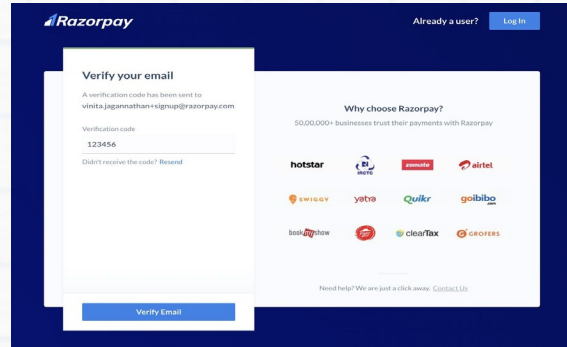 Razorpay
Already a user?
Log In
Verify your email
A verification code has been sent to
vinita.jagannathan+signup@razorpay.com
Verification code
123456
Didn't receive the code? Resend
Verify Email
Why choose Razorpay?
50,00,000+ businesses trust their payments with Razorpay
hotstar
IRCTC
zomato
airtel
SWIGGY
yatra
Quikr
goibibo
.com
bookmyshow
clearTax
GROFERS
Need help? We are just a click away. Contact Us